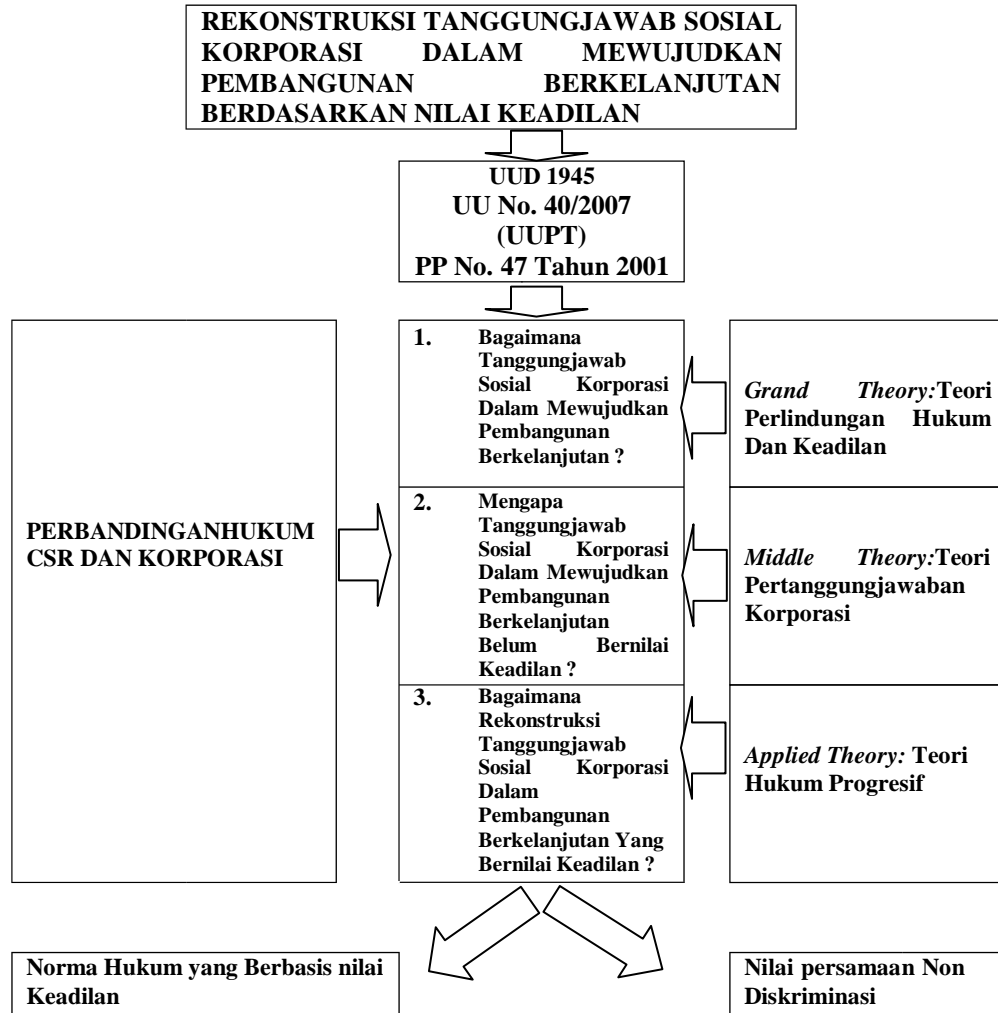 REKONSTRUKSI TANGGUNGJAWAB SOSIAL
KORPORASI DALAM MEWUJUDKAN
PEMBANGUNAN BERKELANJUTAN
BERDASARKAN NILAI KEADILAN
UUD 1945
UU No. 40/2007
(UUPT)
PP No. 47 Tahun 2001
PERBANDINGANHUKUM
CSR DAN KORPORASI
1. Bagaimana
Tanggungjawab
Sosial Korporasi
Dalam Mewujudkan
Pembangunan
Berkelanjutan ?
2. Mengapa
Tanggungjawab
Sosial Korporasi
Dalam Mewujudkan
Pembangunan
Berkelanjutan
Belum Bernilai
Keadilan ?
3. Bagaimana
Rekonstruksi
Tanggungjawab
Sosial Korporasi
Dalam
Pembangunan
Berkelanjutan Yang
Bernilai Keadilan ?
Grand Theory:Teori
Perlindungan Hukum
Dan Keadilan
Middle Theory:Teori
Pertanggungjawaban
Korporasi
Applied Theory: Teori
Hukum Progresif
Norma Hukum yang Berbasis nilai
Keadilan
Nilai persamaan Non
Diskriminasi